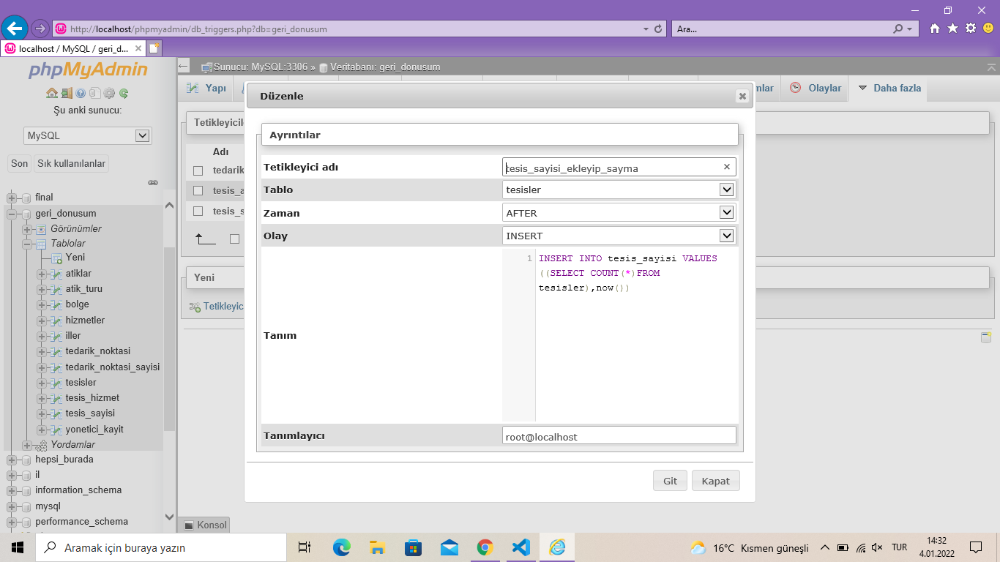 http://localhost/phpmyadmin/db_triggers.php?db=geri_donusum
Ara...
localhost / MySQL / geri_d...
phpMyAdmin
Şu anki sunucu:
MySQL
Son
Sık kullanılanlar
final
geri_donusum
Görünümler
Tablolar
Yeni
atiklar
atik_turu
bolge
hizmetler
iller
tedarik_noktasi
tedarik_noktasi_sayisi
tesisler
tesis_hizmet
tesis_sayisi
yonetici_kayit
Yordamlar
hepsi_burada
il
information_schema
mysql
performance_schema
Sunucu: MySQL:3306 » Veritabanı: geri_donusum
Yapı
mlar
Olaylar
Daha fazla
Tetikleyicile
Adı
tedarik
tesis_a
tesis_s
Yeni
Tetikleyic
Düzenle
Ayrıntılar
Tetikleyici adı
tesis_sayisi_ekleyip_sayma
Tablo
tesisler
Zaman
AFTER
Olay
INSERT
Tanım
1 INSERT INTO tesis_sayisi VALUES
((SELECT COUNT(*)FROM
tesisler),now())
Tanımlayıcı
root@localhost
Git
Kapat
Konsol
Aramak için buraya yazın
16°C Kısmen güneşli
TUR
14:32
4.01.2022